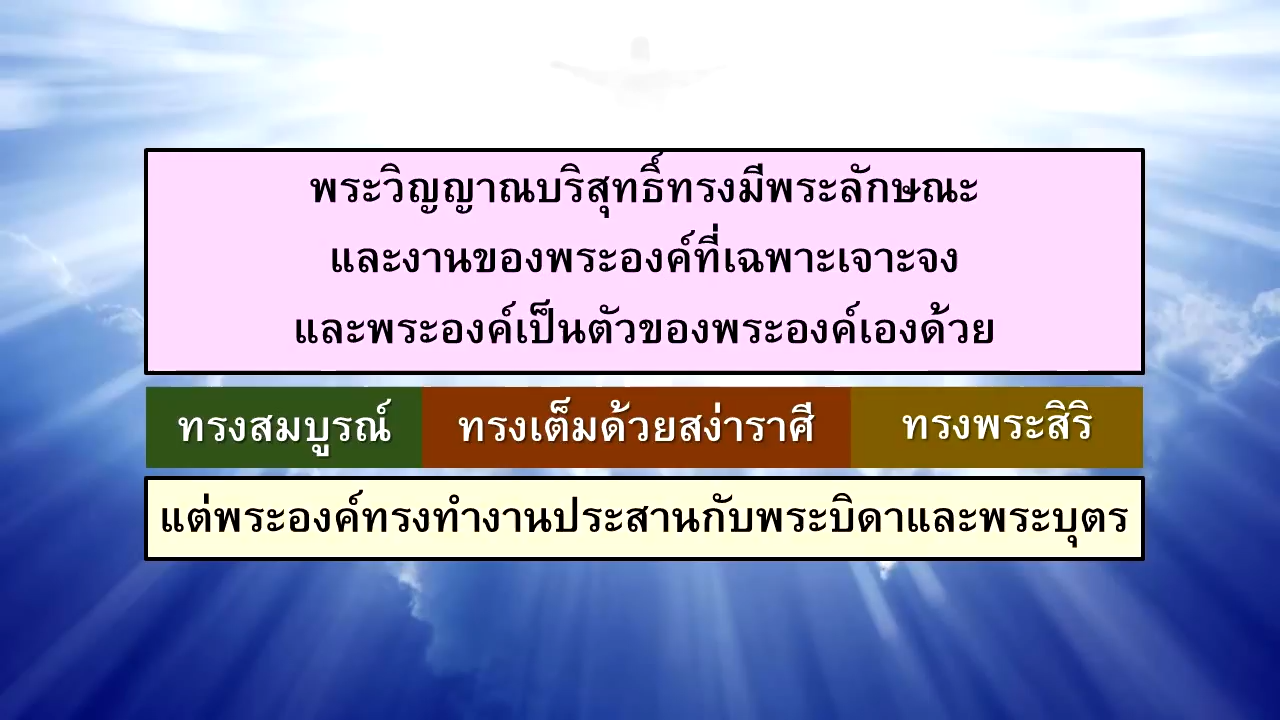 พระวิญญาณบริสุทธิ์ทรงมีพระลักษณะ
และงานของพระองค์ที่เฉพาะเจาะจง
และพระองค์เป็นตัวของพระองค์เองด้วย
ทรงสมบูรณ์ ทรงเต็มด้วยสง่าราศี ทรงพระสิริ
แต่พระองค์ทรงทำงานประสานกับพระบิดาและพระบุตร